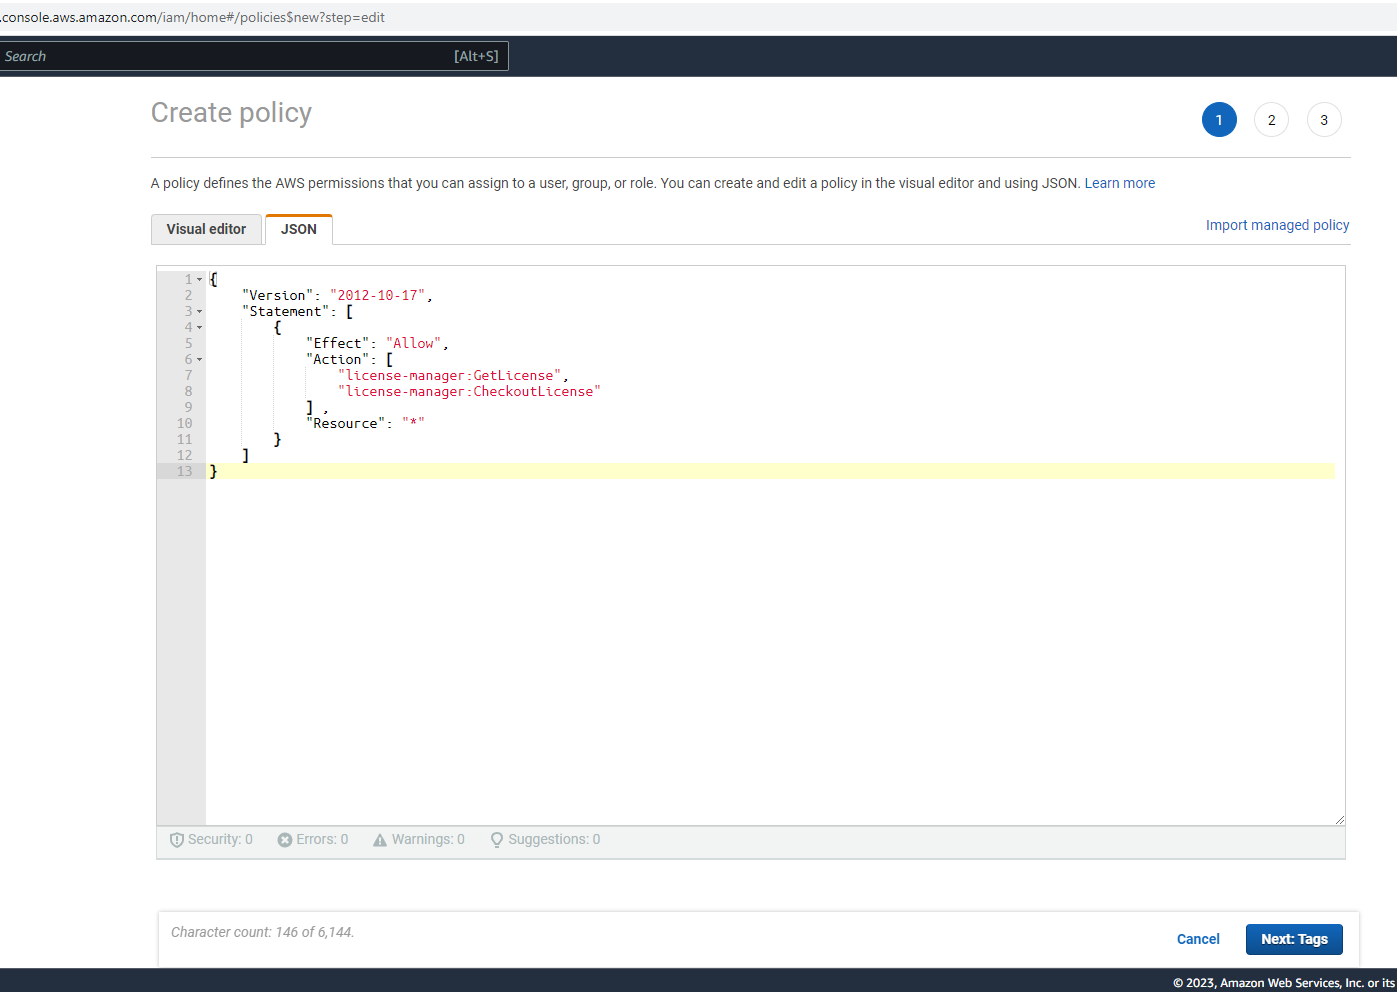 .console.aws.amazon.com/iam/home#/policies$new?step=edit
Search [Alt+S]
Create policy
1 2 3
A policy defines the AWS permissions that you can assign to a user, group, or role. You can create and edit a policy in the visual editor and using JSON. Learn more
Visual editor JSON
Import managed policy
1 {
2 "Version": "2012-10-17",
3 "Statement": [
4 {
5 "Effect": "Allow",
6 "Action": [
7 "license-manager:GetLicense",
8 "license-manager:CheckoutLicense"
9 ] ,
10 "Resource": "*"
11 }
12 ]
13 }
Security: 0 Errors: 0 Warnings: 0 Suggestions: 0
Character count: 146 of 6,144.
Cancel Next: Tags
© 2023, Amazon Web Services, Inc. or its